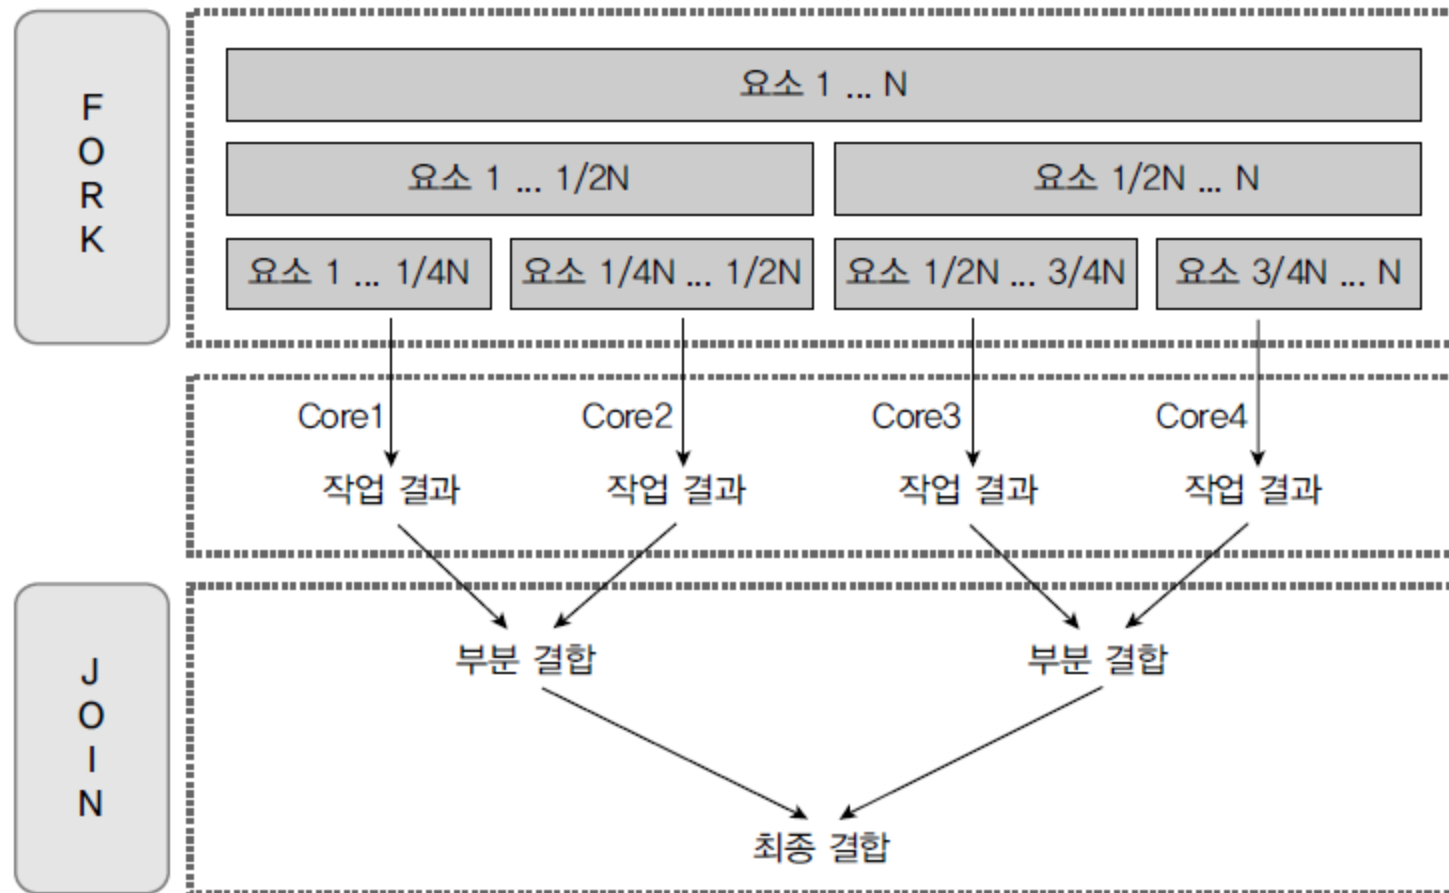 FORK
요소 1 ... N
요소 1 ... 1/2N
요소 1/2N ... N
요소 1 ... 1/4N
요소 1/4N ... 1/2N
요소 1/2N ... 3/4N
요소 3/4N ... N
Core1
Core2
Core3
Core4
작업 결과
작업 결과
작업 결과
작업 결과
JOIN
부분 결합
부분 결합
최종 결합